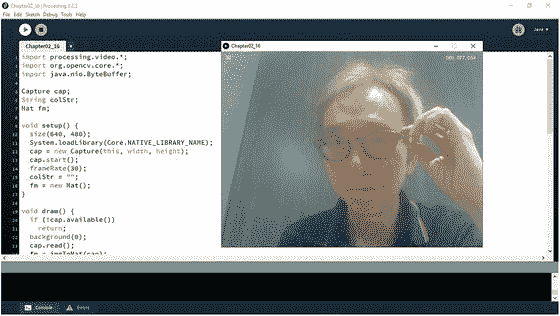 Chapter02_16 | Processing 3.2.1
File Edit Sketch Debug Tools Help
Java
Chapter02_16
import processing.video.*;
import org.opencv.core.*;
import java.nio.ByteBuffer;
Capture cap;
String colStr;
Mat fm;
void setup() {
size(640, 480);
System.loadLibrary(Core.NATIVE_LIBRARY_NAME);
cap = new Capture(this, width, height);
cap.start();
frameRate(30);
colStr = "";
fm = new Mat();
}
void draw() {
if (!cap.available())
return;
background(0);
cap.read();
fm = imgToMat(cap);
Chapter02_16
Console Errors